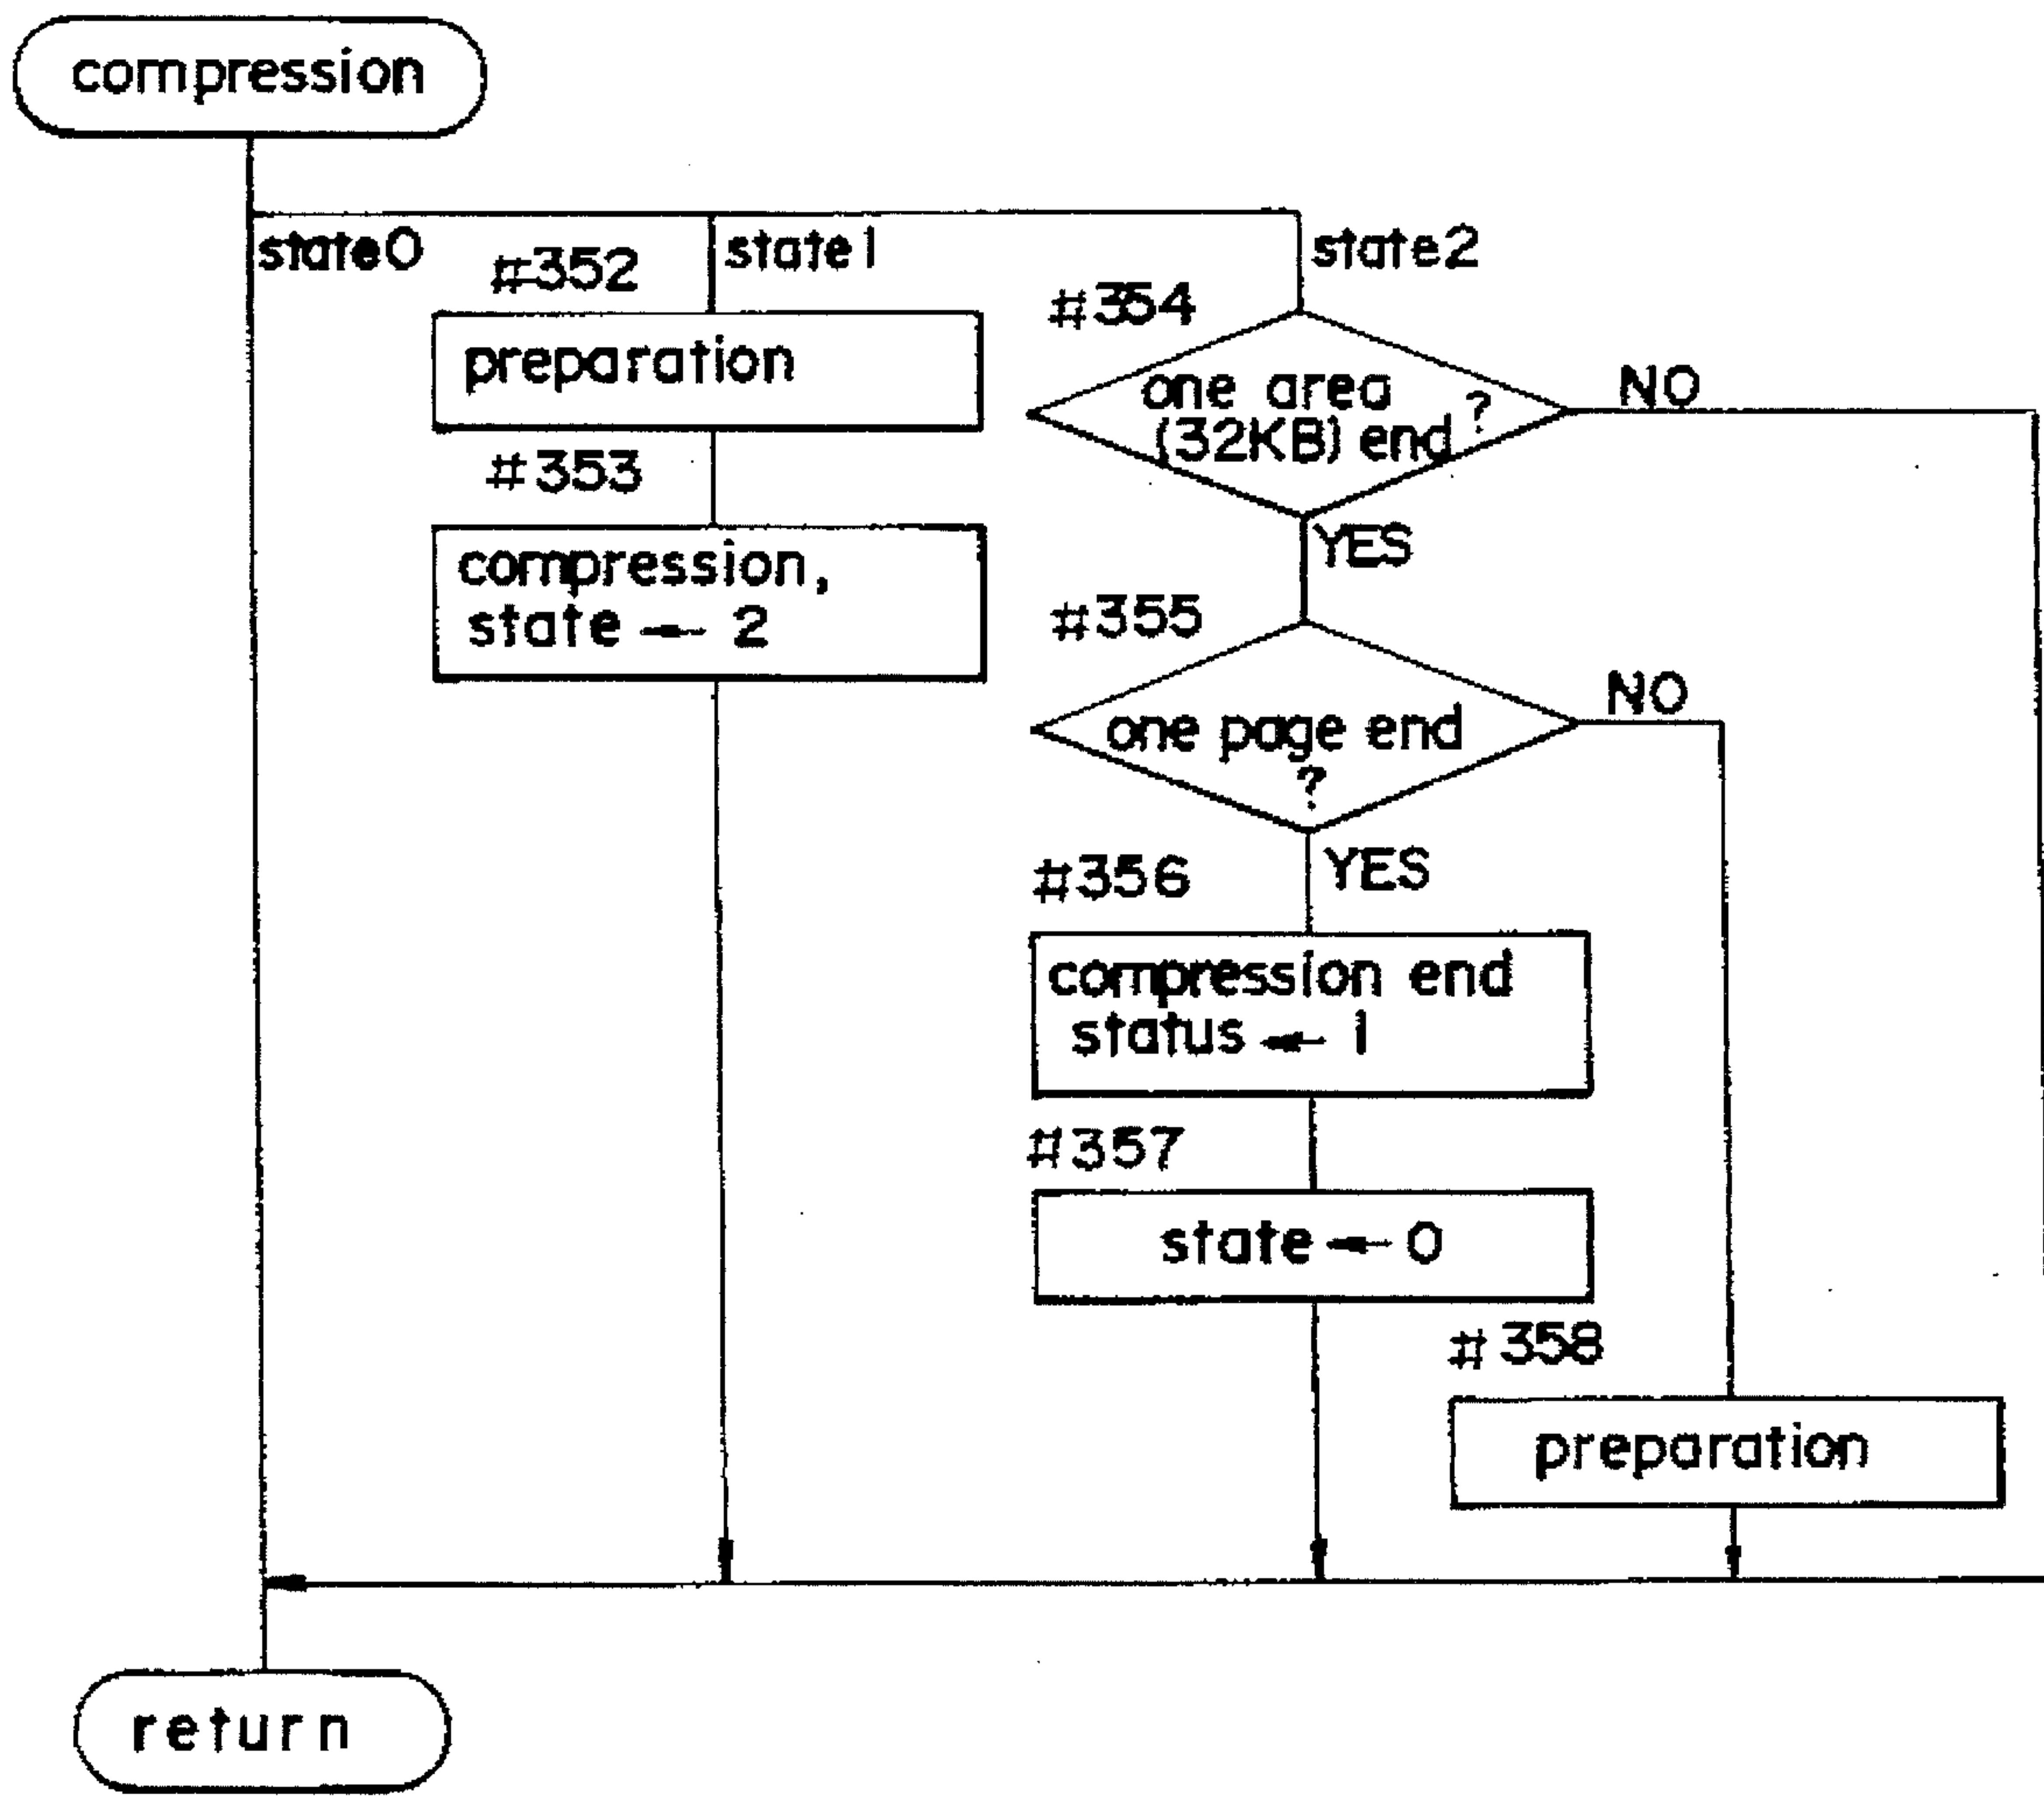 compression
state0
#352
state1
preparation
#353
compression,
state ← 2
state2
#354
one area
(32KB) end ?
NO
YES
#355
one page end
?
NO
YES
#356
compression end
status ← 1
#357
state ← 0
#358
preparation
return